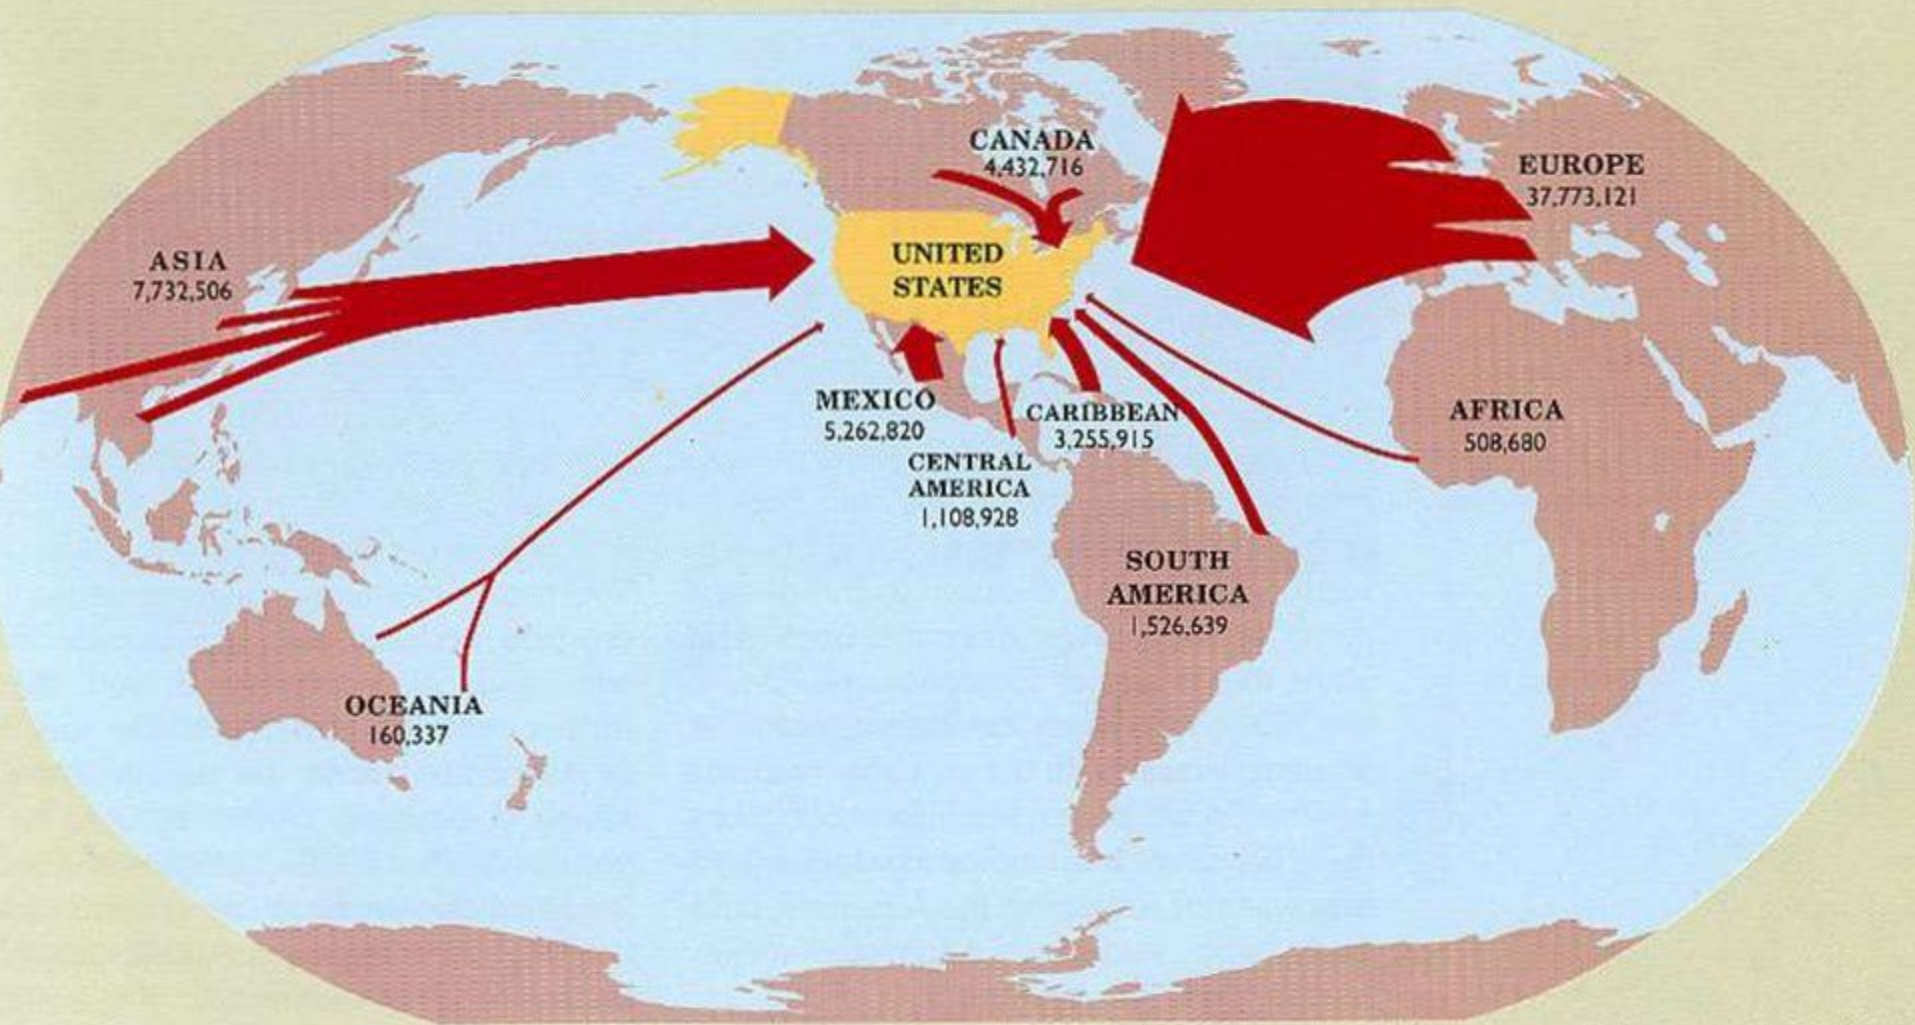 CANADA
4,432,716
EUROPE
37,773,121
ASIA
7,732,506
UNITED
STATES
MEXICO
5,262,820
CARIBBEAN
3,255,915
AFRICA
508,680
CENTRAL
AMERICA
1,108,928
SOUTH
AMERICA
1,526,639
OCEANIA
160,337